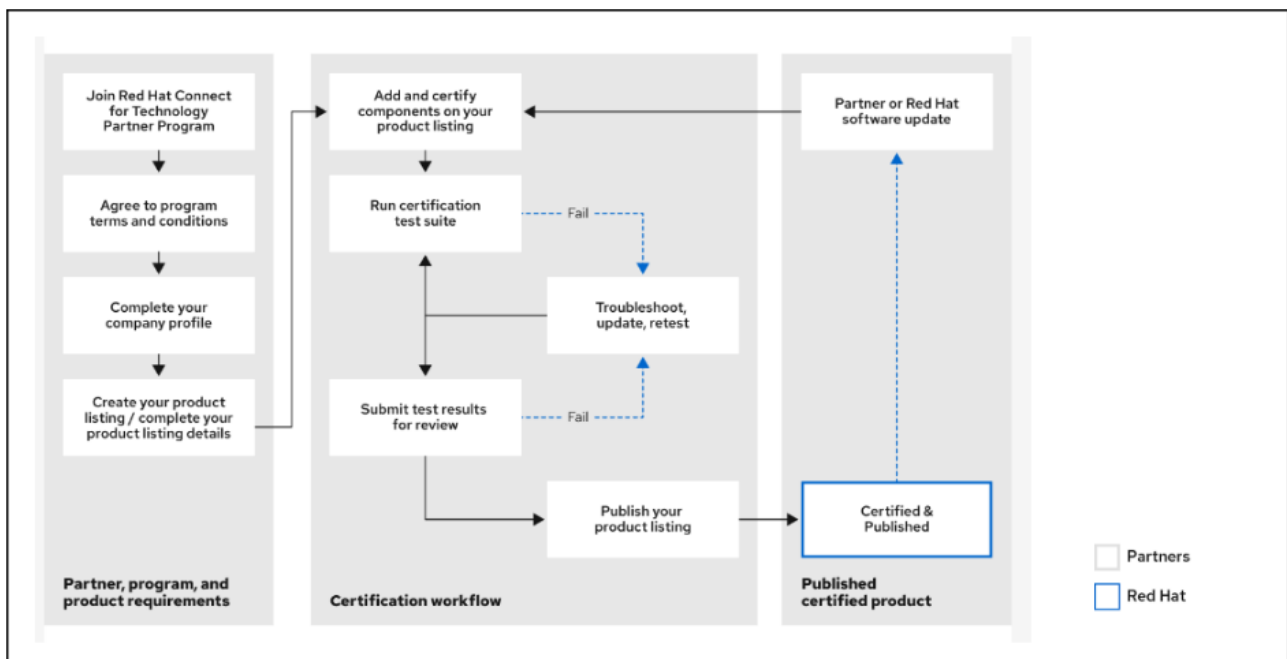 Join Red Hat Connect
for Technology
Partner Program
Agree to program
terms and conditions
Complete your
company profile
Create your product
listing / complete your
product listing details
Partner, program, and
product requirements
Add and certify
components on your
product listing
Run certification
test suite
Fail
Troubleshoot,
update, retest
Submit test results
for review
Fail
Publish your
product listing
Certification workflow
Partner or Red Hat
software update
Certified &
Published
Published
certified product
Partners
Red Hat